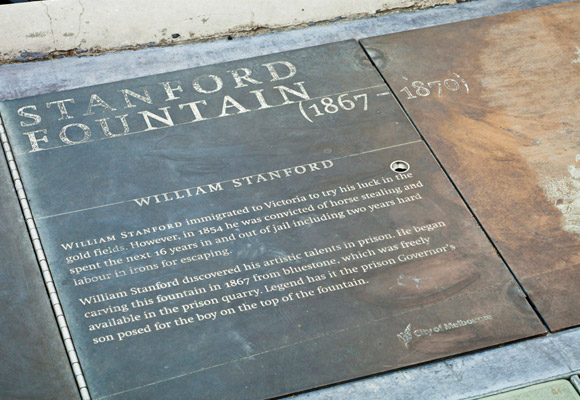 STANFORD
FOUNTAIN
(1867 – 1870)
WILLIAM STANFORD
WILLIAM STANFORD immigrated to Victoria to try his luck in the
gold fields. However, in 1854 he was convicted of horse stealing and
spent the next 16 years in and out of jail including two years hard
labour in irons for escaping.
William Stanford discovered his artistic talents in prison. He began
carving this fountain in 1867 from bluestone, which was freely
available in the prison quarry. Legend has it the prison Governor's
son posed for the boy on the top of the fountain.
City of Melbourne